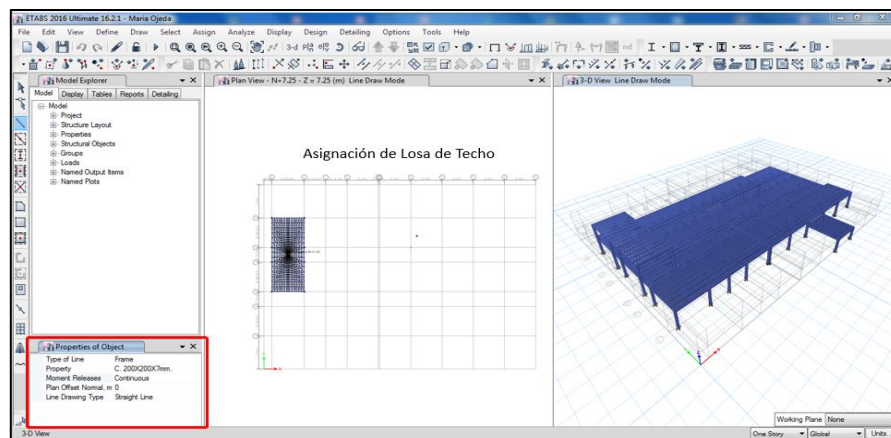 ETABS 2016 Ultimate 16.2.1 - Maria Ojeda
File Edit View Define Draw Select Assign Analyze Display Design Detailing Options Tools Help
3-d
nd
Model Explorer
Model Display Tables Reports Detailing
Model
Project
Structure Layout
Properties
Structural Objects
Groups
Loads
Named Output Items
Named Plots
Plan View - N+7.25 - Z = 7.25 (m) Line Draw Mode
Asignación de Losa de Techo
3-D View Line Draw Mode
Properties of Object
Type of Line Frame
Property C. 200X200X7mm.
Moment Releases Continuous
Plan Offset Normal, m 0
Line Drawing Type Straight Line
Working Plane None
3-D View
One Story Global Units